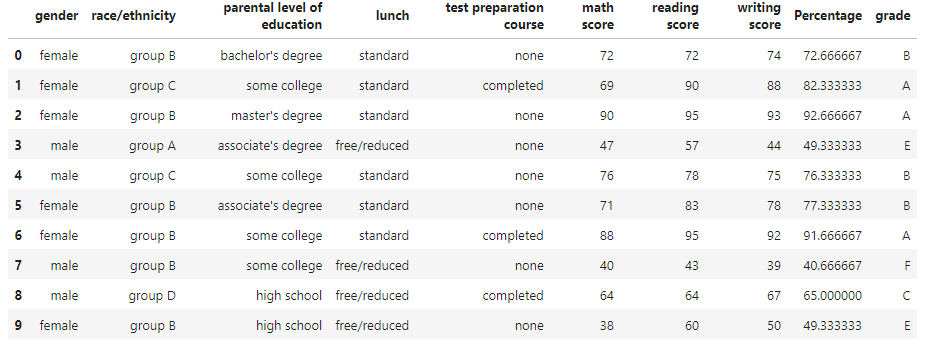 gender race/ethnicity parental level of education lunch test preparation course math score reading score writing score Percentage grade
0 female group B bachelor's degree standard none 72 72 74 72.666667 B
1 female group C some college standard completed 69 90 88 82.333333 A
2 female group B master's degree standard none 90 95 93 92.666667 A
3 male group A associate's degree free/reduced none 47 57 44 49.333333 E
4 male group C some college standard none 76 78 75 76.333333 B
5 female group B associate's degree standard none 71 83 78 77.333333 B
6 female group B some college standard completed 88 95 92 91.666667 A
7 male group B some college free/reduced none 40 43 39 40.666667 F
8 male group D high school free/reduced completed 64 64 67 65.000000 C
9 female group B high school free/reduced none 38 60 50 49.333333 E